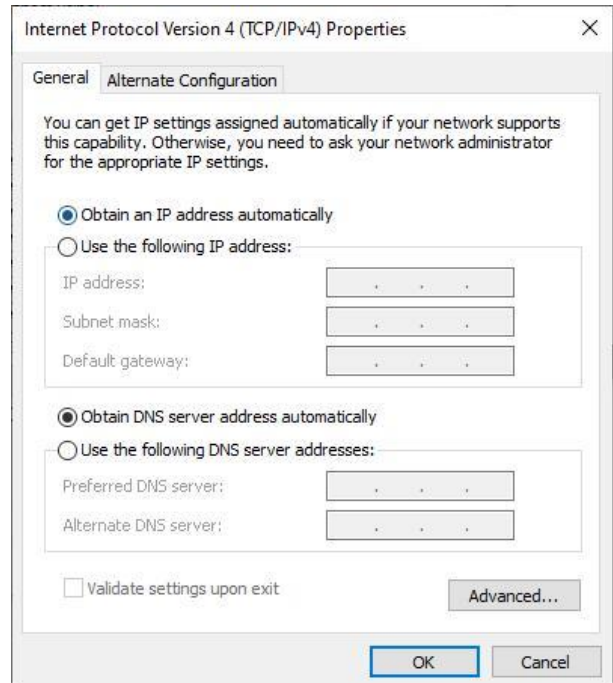 Internet Protocol Version 4 (TCP/IPv4) Properties
General
Alternate Configuration
You can get IP settings assigned automatically if your network supports
this capability. Otherwise, you need to ask your network administrator
for the appropriate IP settings.
Obtain an IP address automatically
Use the following IP address:
IP address:
Subnet mask:
Default gateway:
Obtain DNS server address automatically
Use the following DNS server addresses:
Preferred DNS server:
Alternate DNS server:
Validate settings upon exit
Advanced...
OK
Cancel